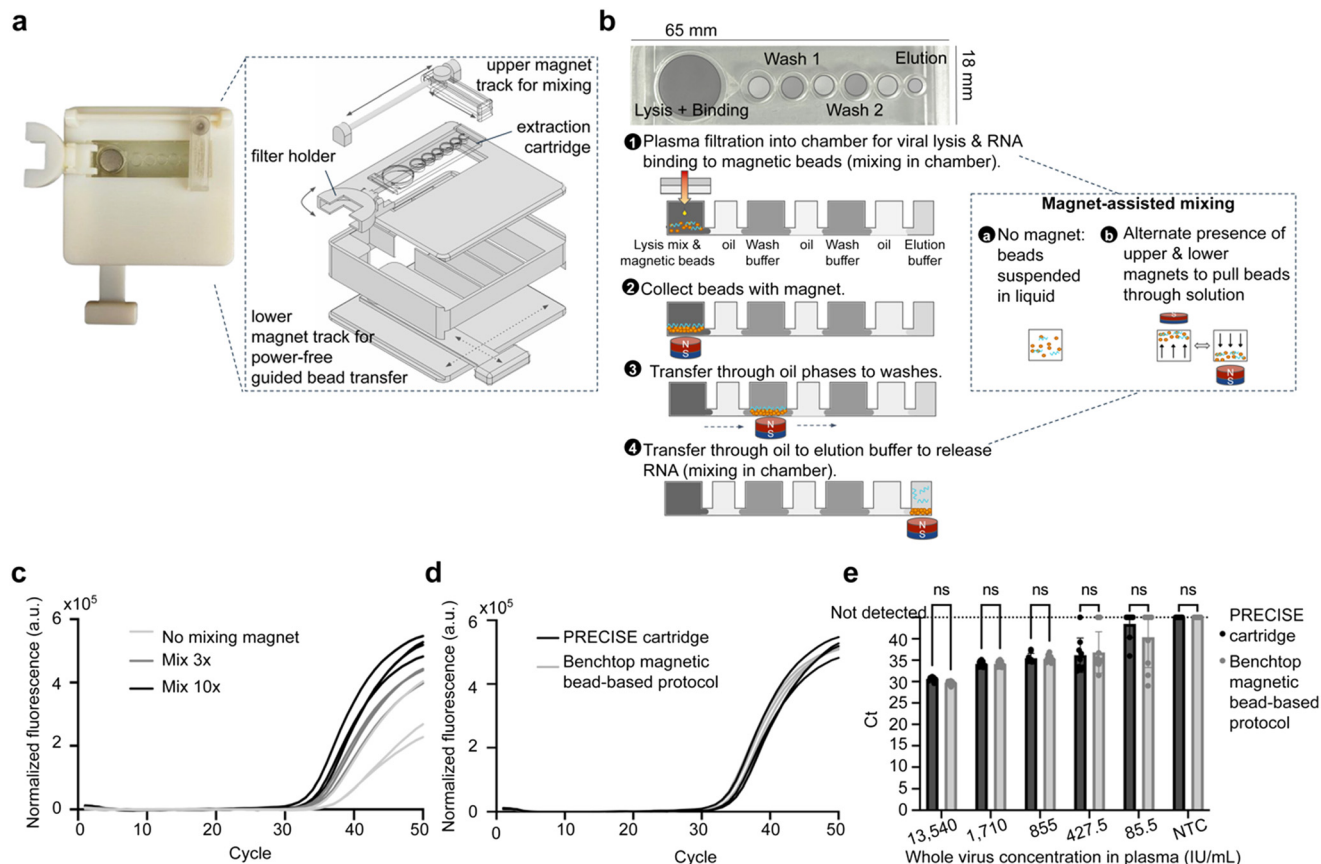 a
upper magnet
track for mixing
extraction
cartridge
filter holder
lower
magnet track for
power-free
guided bead transfer
b
65 mm
18 mm
Wash 1
Elution
Lysis + Binding
Wash 2
1 Plasma filtration into chamber for viral lysis & RNA
binding to magnetic beads (mixing in chamber).
Lysis mix &
magnetic beads
oil
Wash
buffer
oil
Wash
buffer
oil
Elution
buffer
2 Collect beads with magnet.
N
S
3 Transfer through oil phases to washes.
N
S
4 Transfer through oil to elution buffer to release
RNA (mixing in chamber).
N
S
Magnet-assisted mixing
a No magnet:
beads
suspended
in liquid
b Alternate presence of
upper & lower
magnets to pull beads
through solution
S
N
S
c
Normalized fluorescence (a.u.)
x10⁵
6
4
2
0
0 10 20 30 40 50
Cycle
No mixing magnet
Mix 3x
Mix 10x
d
Normalized fluorescence (a.u.)
x10⁵
6
4
2
0
0 10 20 30 40 50
Cycle
PRECISE cartridge
Benchtop magnetic
bead-based protocol
e
ns ns ns ns ns ns
Not detected
Ct
40
35
30
25
20
15
10
5
0
13,540 1,710 855 427.5 85.5 NTC
Whole virus concentration in plasma (IU/mL)
PRECISE
cartridge
Benchtop
magnetic
bead-based
protocol